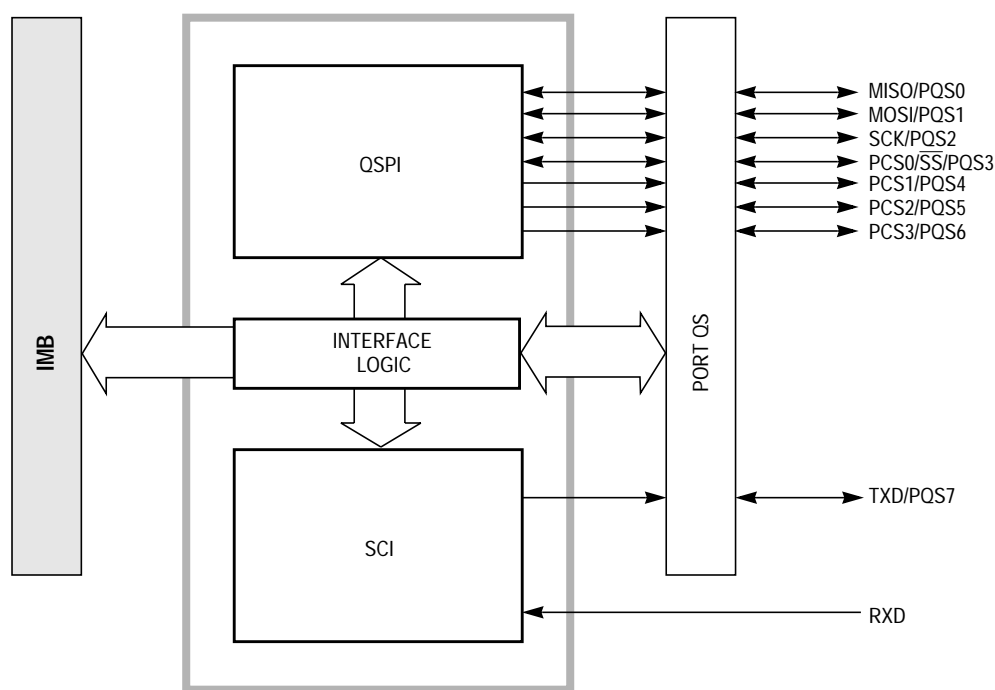 MISO/PQS0
MOSI/PQS1
SCK/PQS2
QSPI
PCS0/S̅S̅/PQS3
PCS1/PQS4
PCS2/PQS5
PCS3/PQS6
IMB
INTERFACE
LOGIC
PORT QS
TXD/PQS7
SCI
RXD